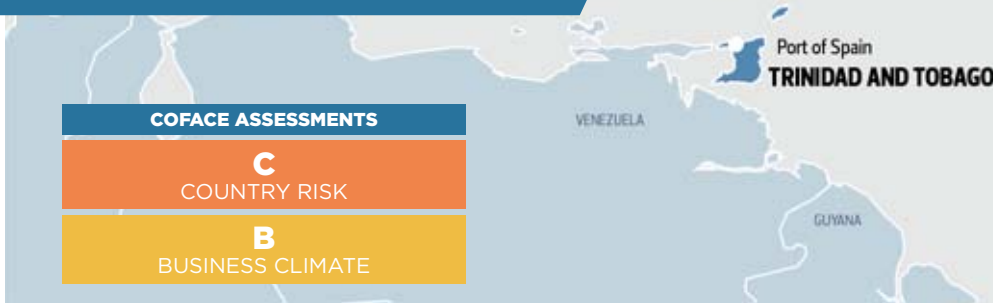 Port of Spain
TRINIDAD AND TOBAGO
COFACE ASSESSMENTS
VENEZUELA
C
COUNTRY RISK
GUYANA
B
BUSINESS CLIMATE